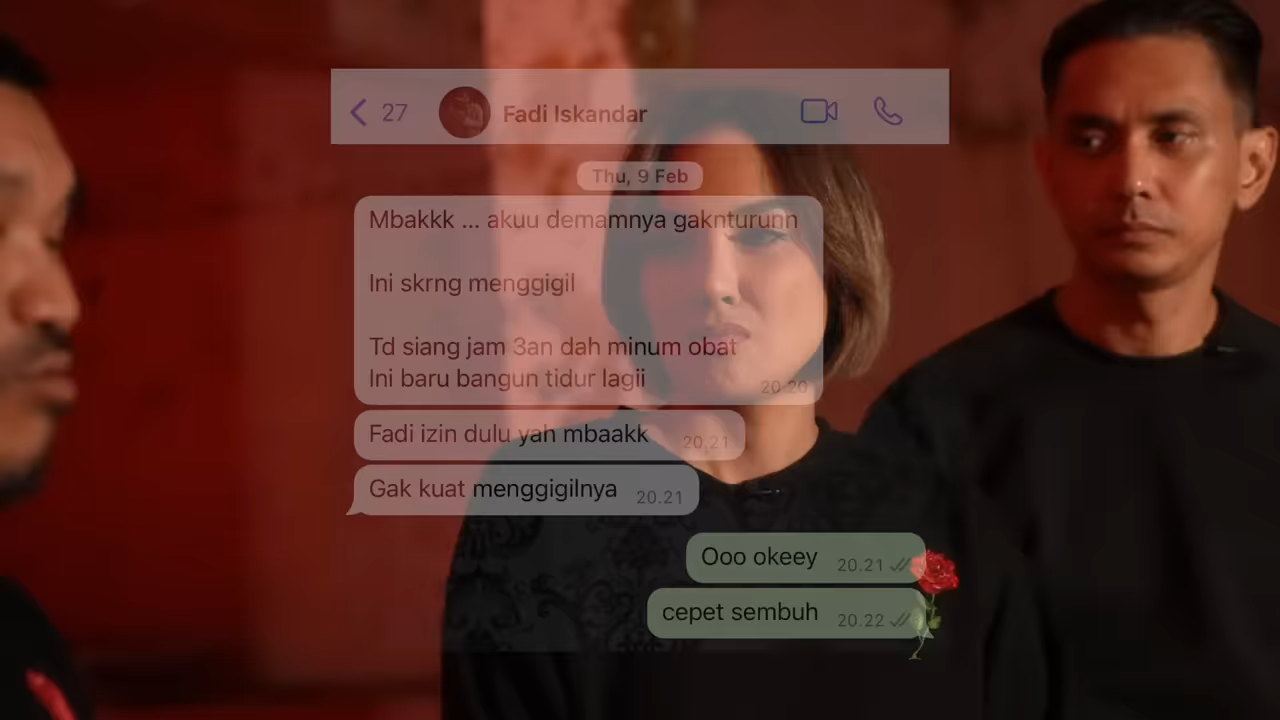 27
Fadi Iskandar
Thu, 9 Feb
Mbakkk ... akuu demamnya gaknturunn
Ini skrng menggigil
Td siang jam 3an dah minum obat
Ini baru bangun tidur lagii
20.20
Fadi izin dulu yah mbaakk 20.21
Gak kuat menggigilnya 20.21
Ooo okeey 20.21
cepet sembuh 20.22